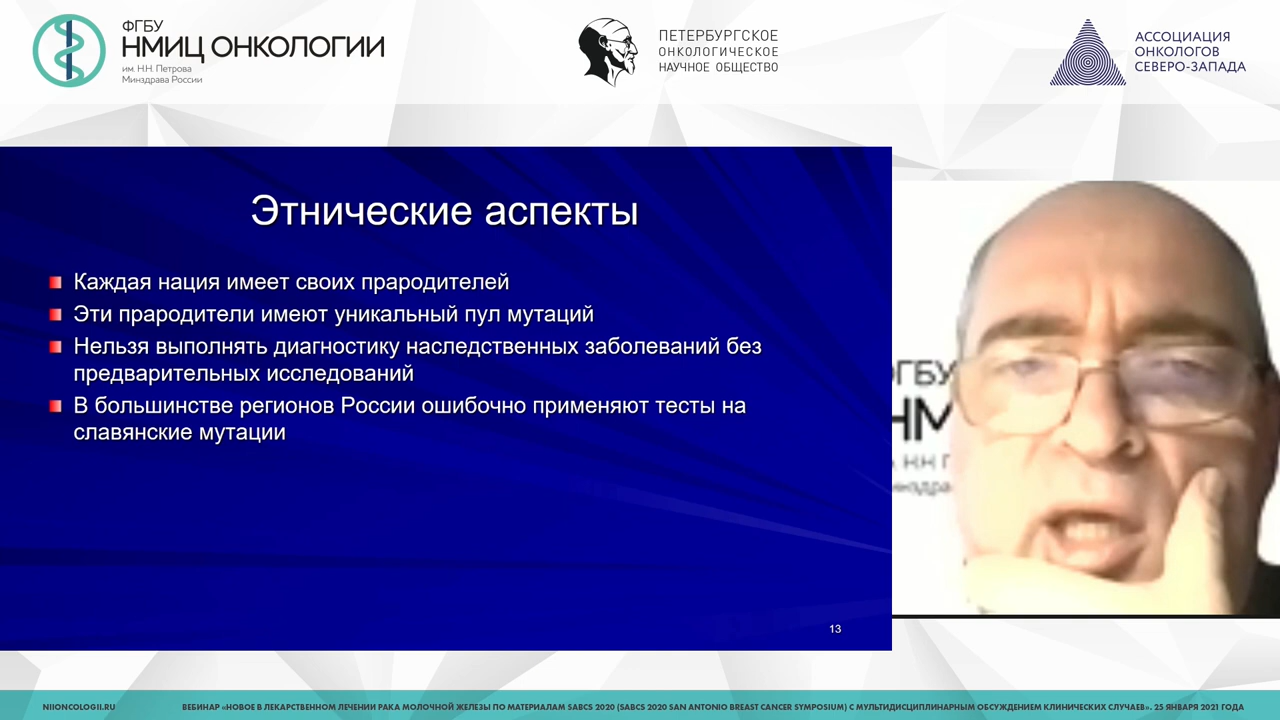 ФГБУ
НМИЦ ОНКОЛОГИИ
им. Н.Н. Петрова
Минздрава России
ПЕТЕРБУРГСКОЕ
ОНКОЛОГИЧЕСКОЕ
НАУЧНОЕ ОБЩЕСТВО
АССОЦИАЦИЯ
ОНКОЛОГОВ
СЕВЕРО-ЗАПАДА
Этнические аспекты
Каждая нация имеет своих прародителей
Эти прародители имеют уникальный пул мутаций
Нельзя выполнять диагностику наследственных заболеваний без
предварительных исследований
В большинстве регионов России ошибочно применяют тесты на
славянские мутации
13
NIIONCOLOGII.RU
ВЕБИНАР «НОВОЕ В ЛЕКАРСТВЕННОМ ЛЕЧЕНИИ РАКА МОЛОЧНОЙ ЖЕЛЕЗЫ ПО МАТЕРИАЛАМ SABCS 2020 (SABCS 2020 SAN ANTONIO BREAST CANCER SYMPOSIUM) С МУЛЬТИДИСЦИПЛИНАРНЫМ ОБСУЖДЕНИЕМ КЛИНИЧЕСКИХ СЛУЧАЕВ». 25 ЯНВАРЯ 2021 ГОДА